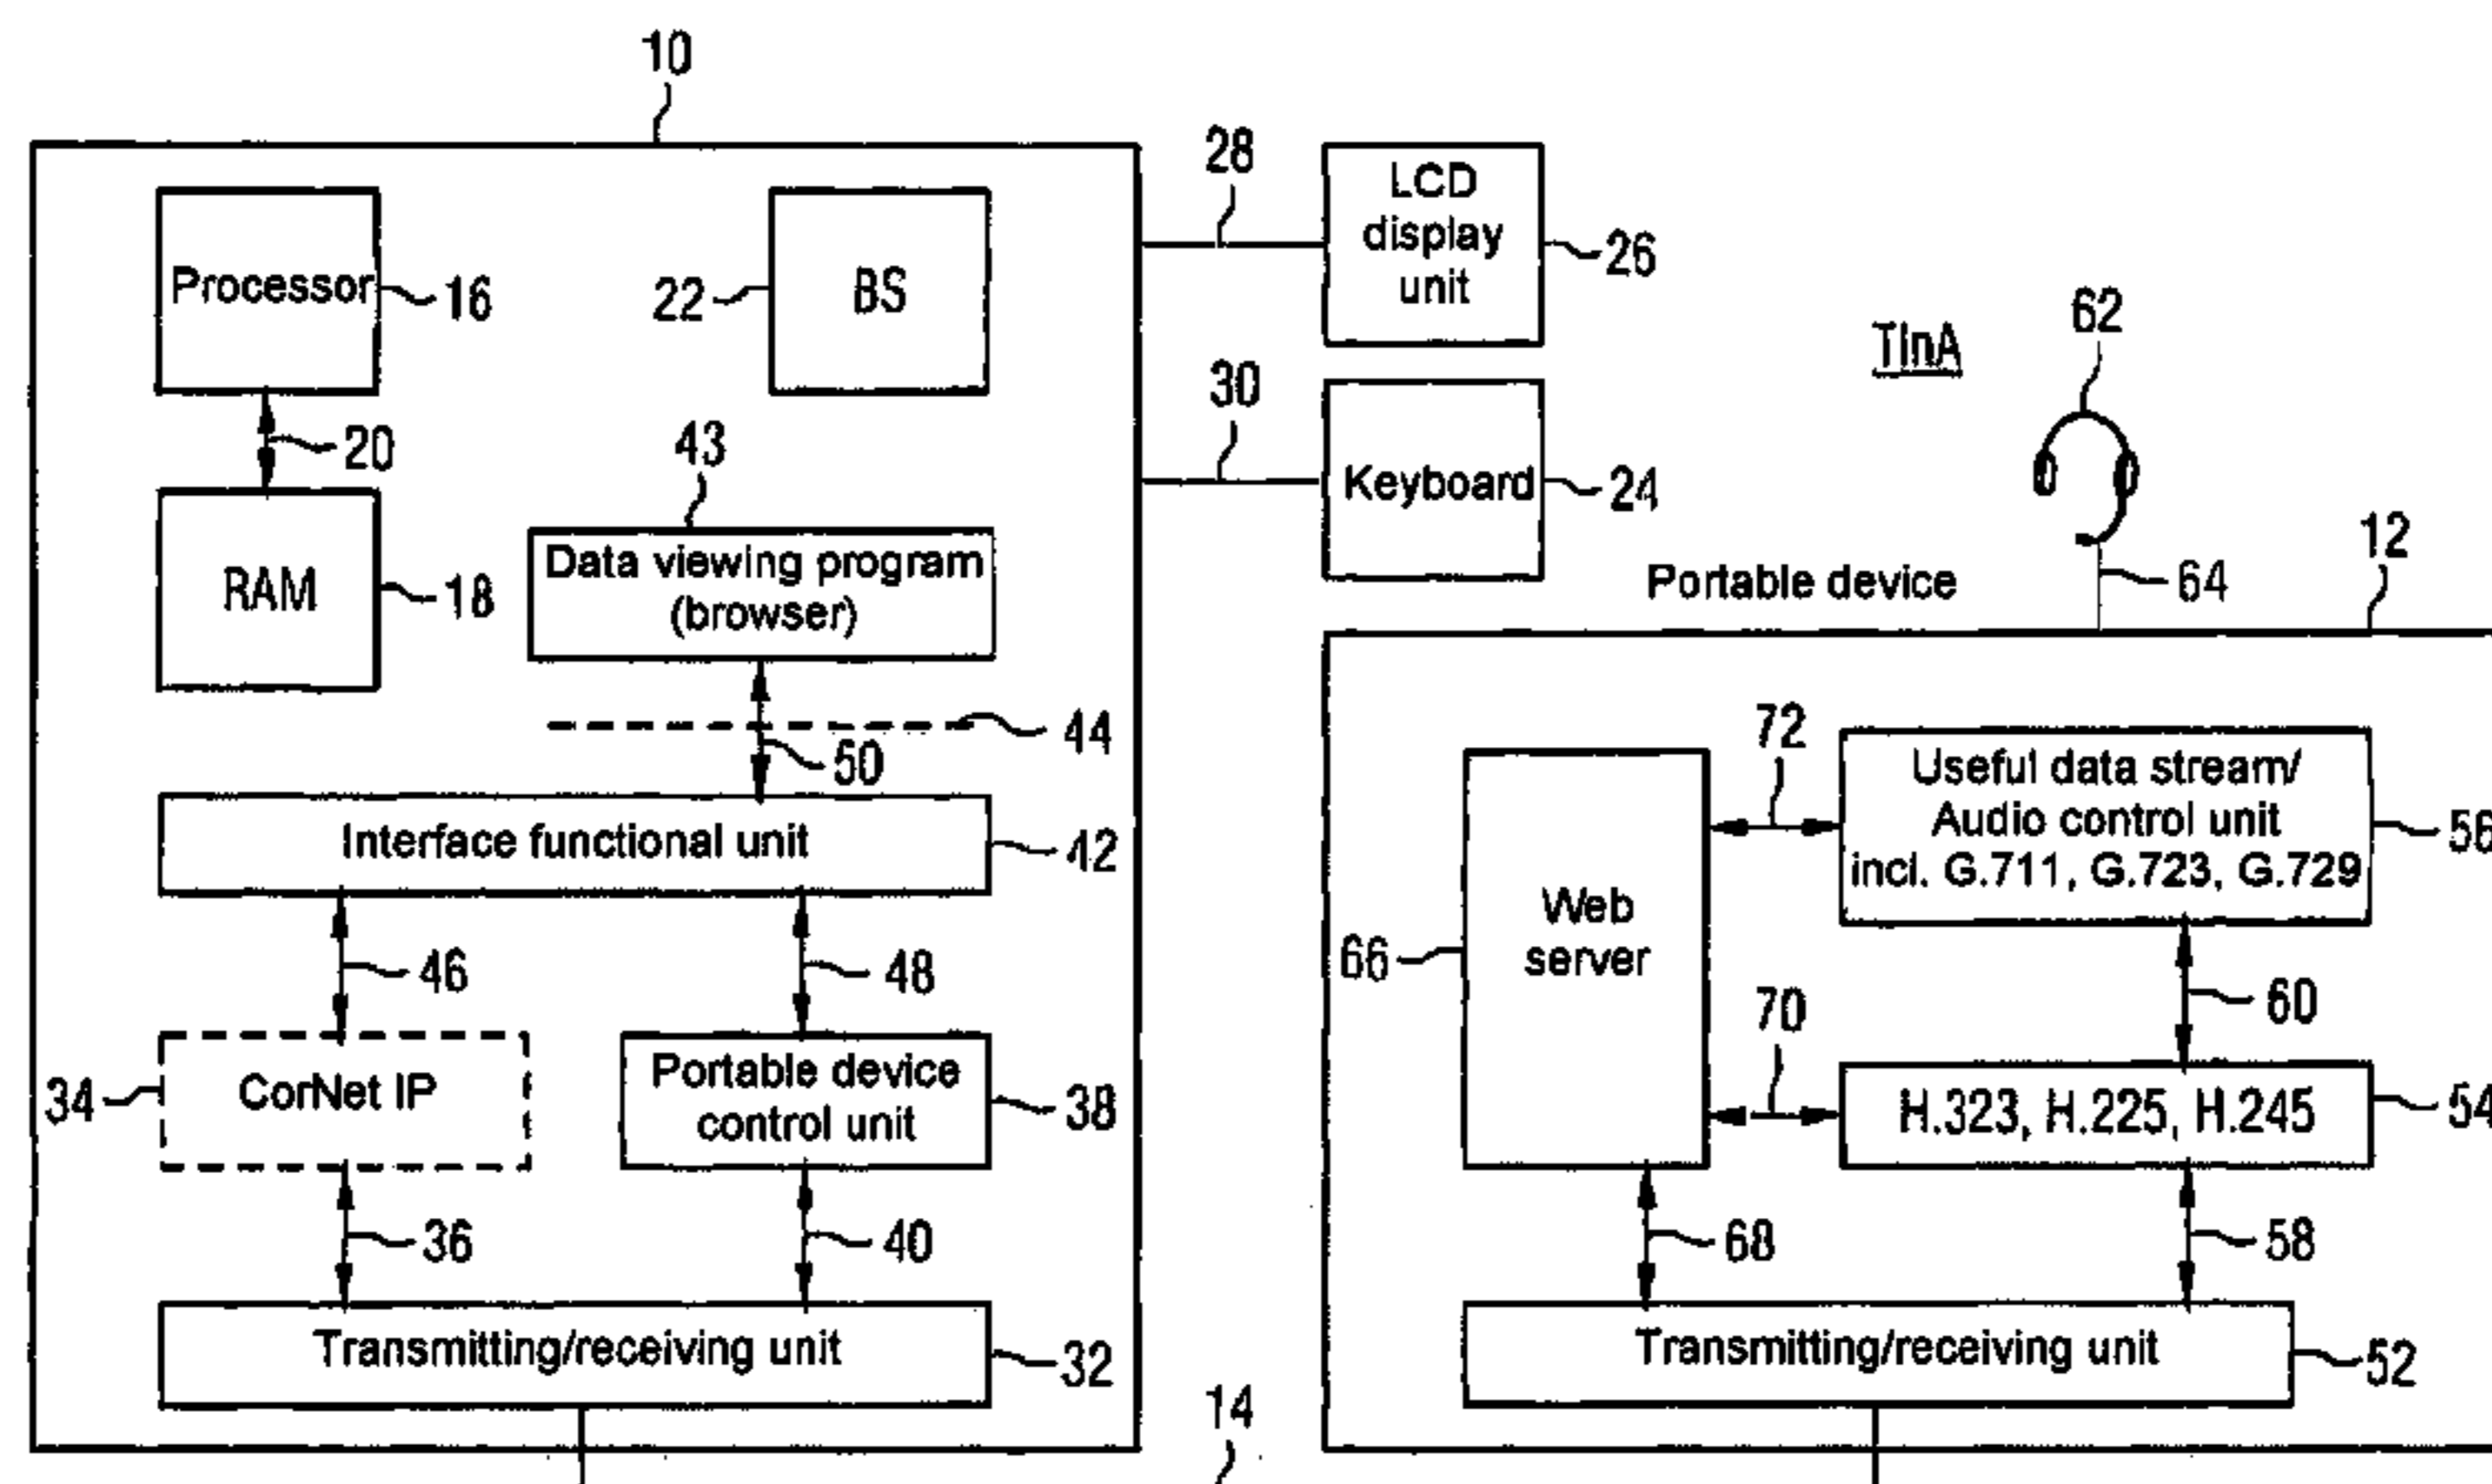 10
Processor
16
22
BS
20
RAM
18
43
Data viewing program
(browser)
44
50
Interface functional unit
42
46
48
34
CorNet IP
Portable device
control unit
38
36
40
Transmitting/receiving unit
32
28
LCD
display
unit
26
30
Keyboard
24
TInA
62
64
Portable device
12
66
Web
server
72
Useful data stream/
Audio control unit
incl. G.711, G.723, G.729
56
60
70
H.323, H.225, H.245
54
68
58
Transmitting/receiving unit
52
14